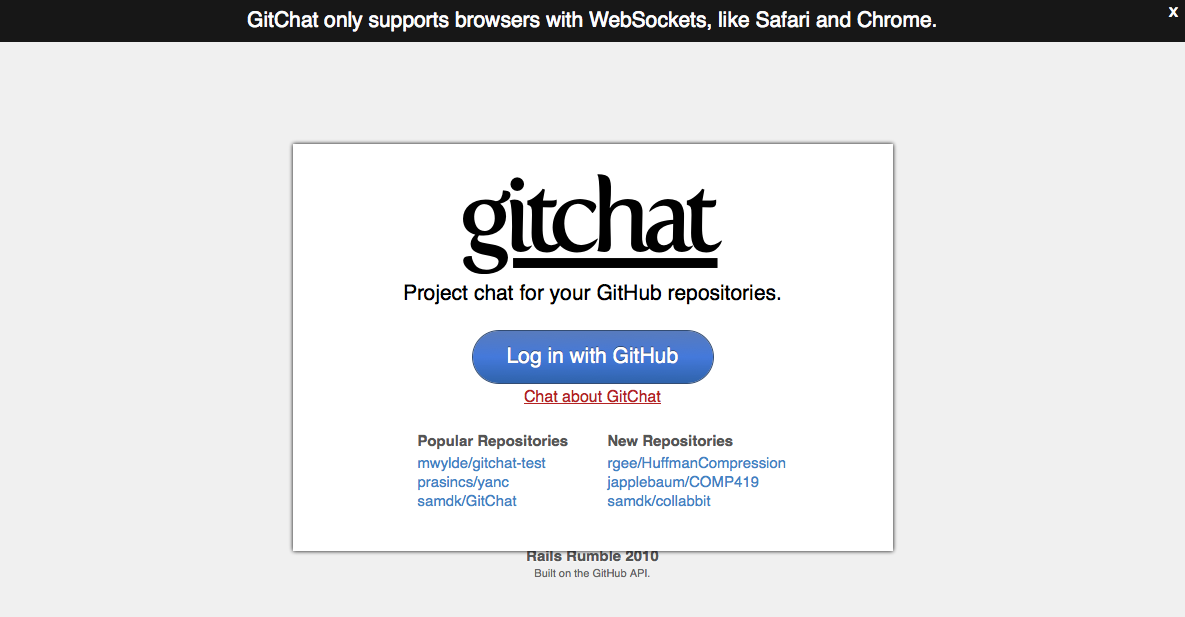 GitChat only supports browsers with WebSockets, like Safari and Chrome.
x
gitchat
Project chat for your GitHub repositories.
Log in with GitHub
Chat about GitChat
Popular Repositories
mwylde/gitchat-test
prasincs/yanc
samdk/GitChat
New Repositories
rgee/HuffmanCompression
japplebaum/COMP419
samdk/collabbit
Rails Rumble 2010
Built on the GitHub API.